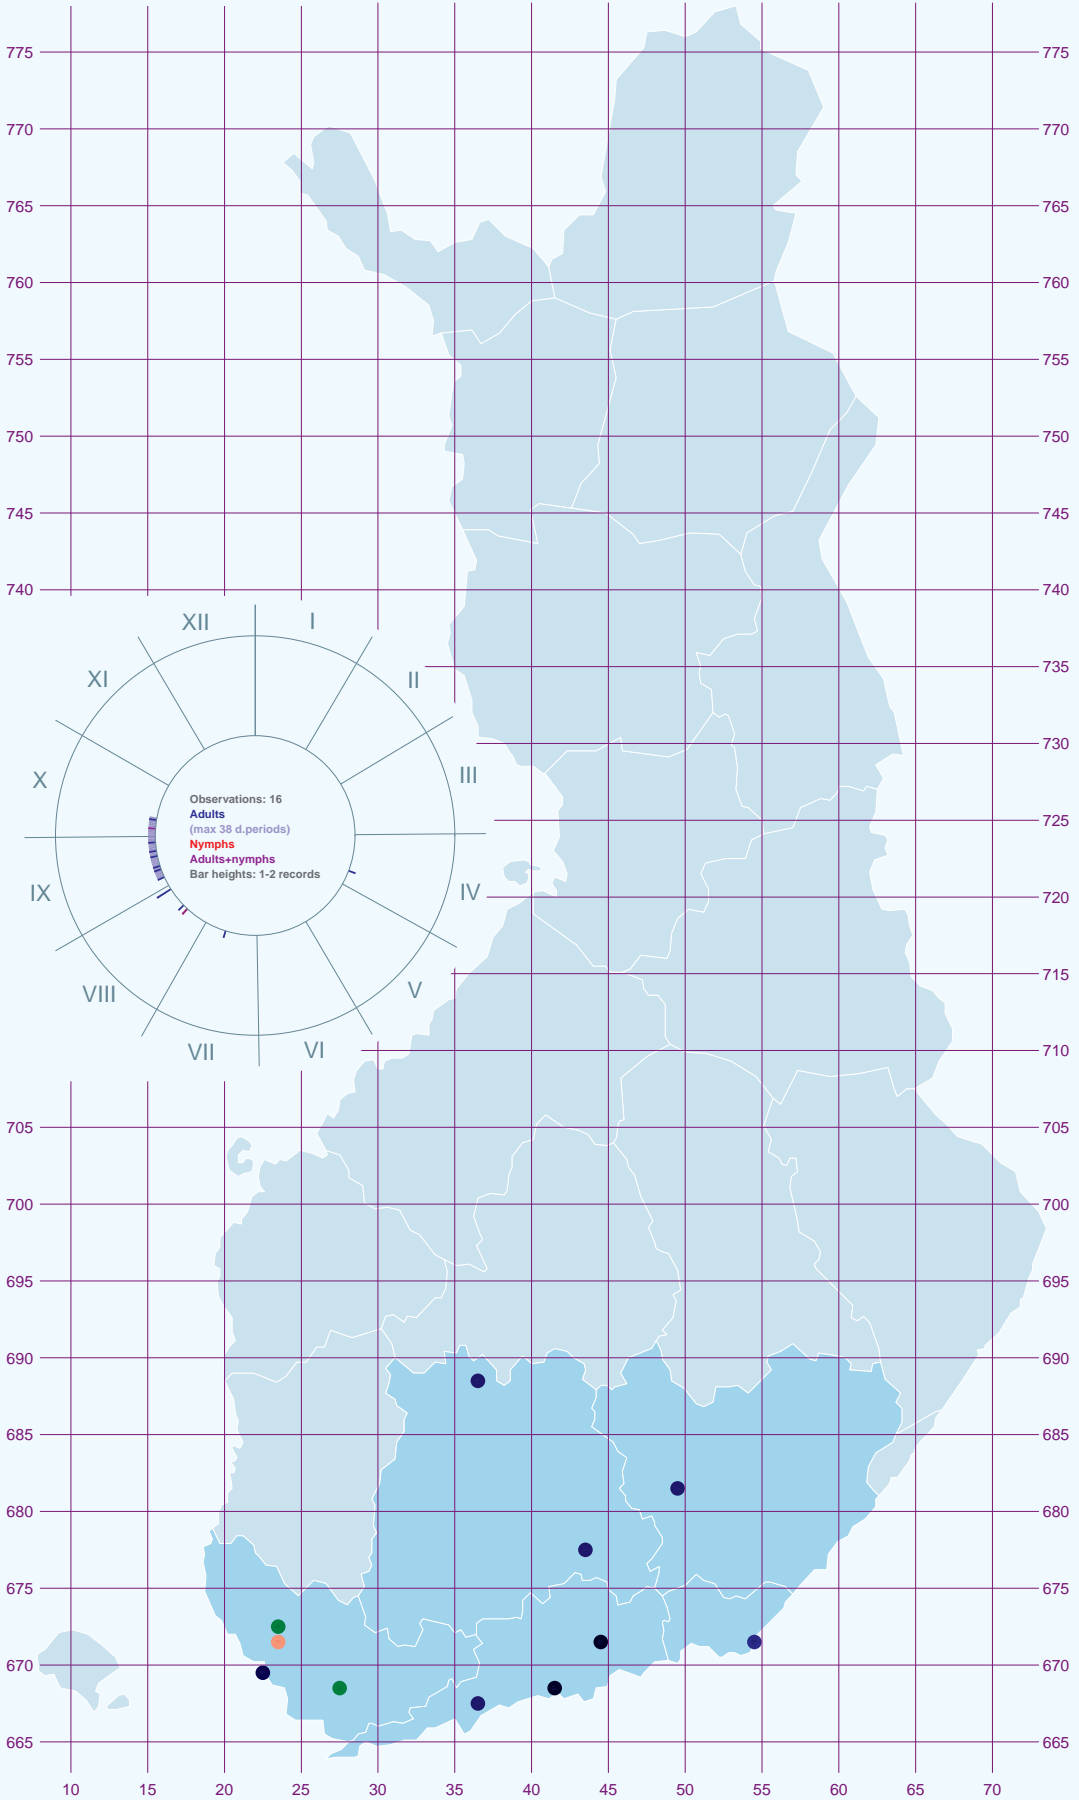 775 775
770 770
765 765
760 760
755 755
750 750
745 745
740 740
XII I
735
XI II
730
X III
Observations: 16
Adults
725
(max 38 d.periods)
Nymphs
Adults+nymphs
Bar heights: 1-2 records
IX IV
720
VIII V
715
VII VI
710
705 705
700 700
695 695
690 690
685 685
680 680
675 675
670 670
665 665
10 15 20 25 30 35 40 45 50 55 60 65 70